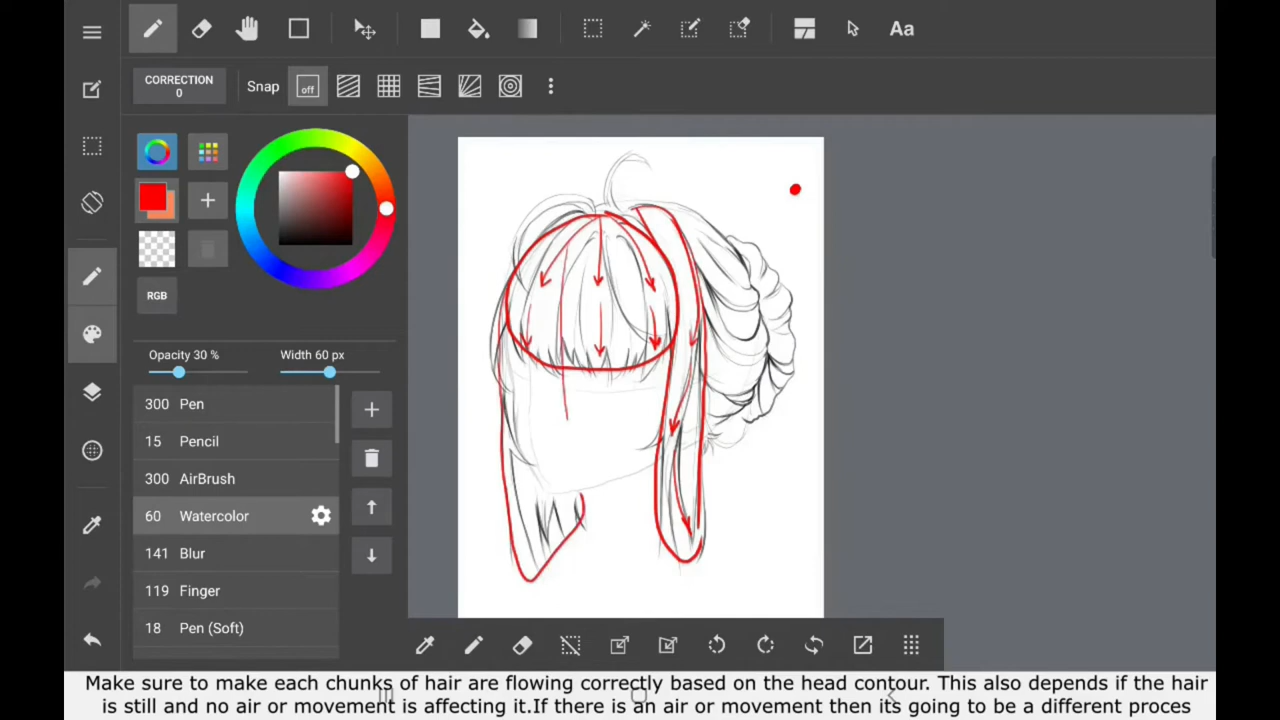 Aa
CORRECTION
0
Snap
off
RGB
Opacity 30 %
Width 60 px
300 Pen
15 Pencil
300 AirBrush
60 Watercolor
141 Blur
119 Finger
18 Pen (Soft)
Make sure to make each chunks of hair are flowing correctly based on the head contour. This also depends if the hair
is still and no air or movement is affecting it.If there is an air or movement then its going to be a different proces